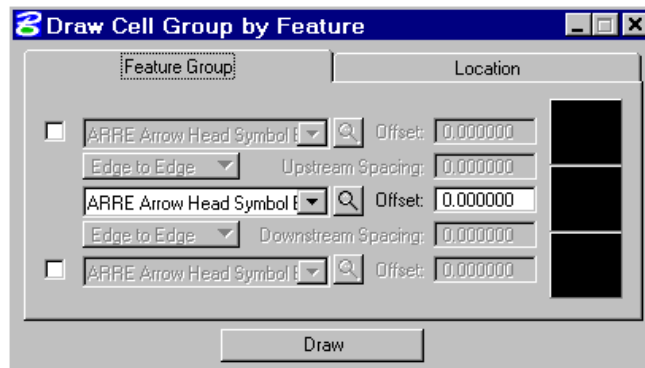 Draw Cell Group by Feature
Feature Group Location
ARRE Arrow Head Symbol Offset: 0.000000
Edge to Edge Upstream Spacing: 0.000000
ARRE Arrow Head Symbol Offset: 0.000000
Edge to Edge Downstream Spacing: 0.000000
ARRE Arrow Head Symbol Offset: 0.000000
Draw